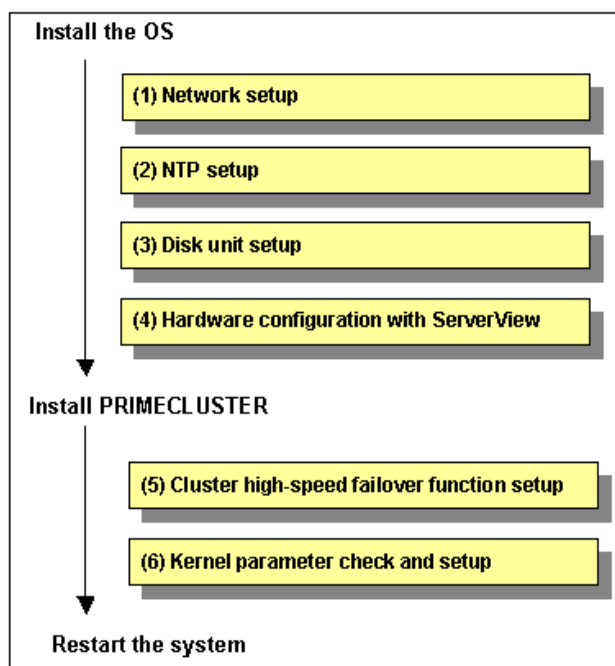 Install the OS
(1) Network setup
(2) NTP setup
(3) Disk unit setup
(4) Hardware configuration with ServerView
Install PRIMECLUSTER
(5) Cluster high-speed failover function setup
(6) Kernel parameter check and setup
Restart the system